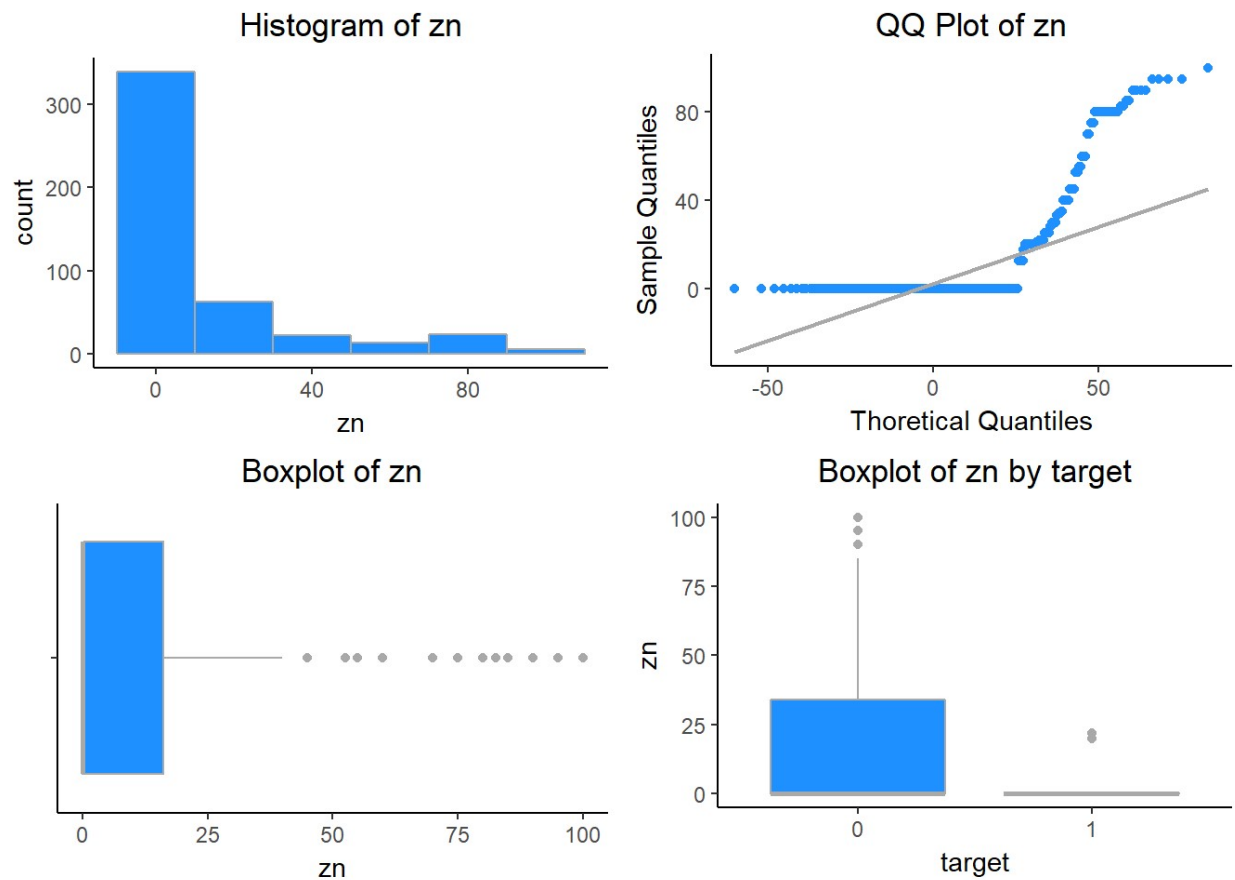 Histogram of zn
count
300
200
100
0
0 40 80
zn
QQ Plot of zn
Sample Quantiles
80
40
0
-50 0 50
Thoretical Quantiles
Boxplot of zn
0 25 50 75 100
zn
Boxplot of zn by target
zn
100
75
50
25
0
0 1
target